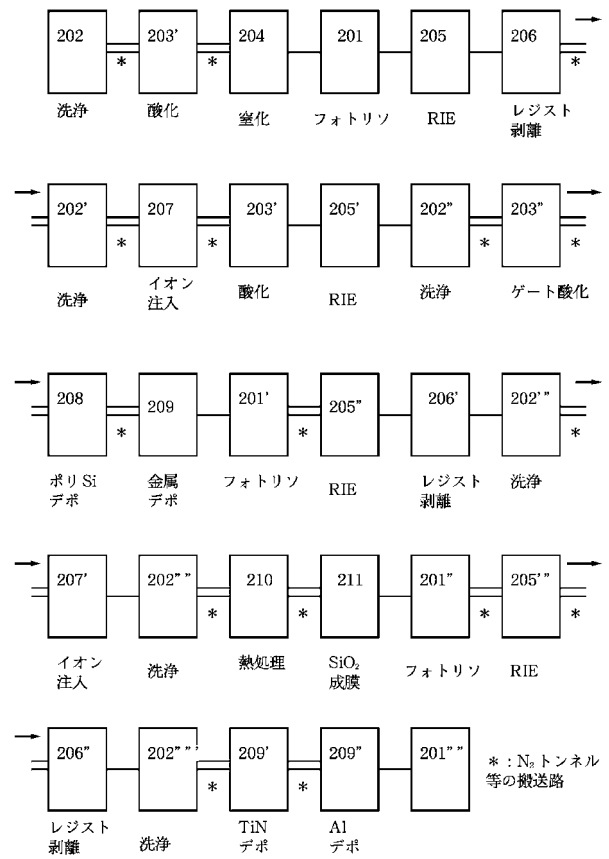 202 203' 204 201 205 206
* * *
洗浄 酸化 窒化 フォトリソ RIE レジスト
剥離
202' 207 203' 205' 202" 203"
* * * *
洗浄 イオン 酸化 RIE 洗浄 ゲート酸化
注入
208 209 201' 205" 206' 202'"
* * *
ポリSi 金属 フォトリソ RIE レジスト 洗浄
デポ デポ 剥離
207' 202"" 210 211 201" 205'"
* * * *
イオン 洗浄 熱処理 SiO₂ フォトリソ RIE
注入 成膜
206" 202""' 209' 209" 201""
* * *:N₂トンネル
等の搬送路
レジスト 洗浄 TiN Al
剥離 デポ デポ